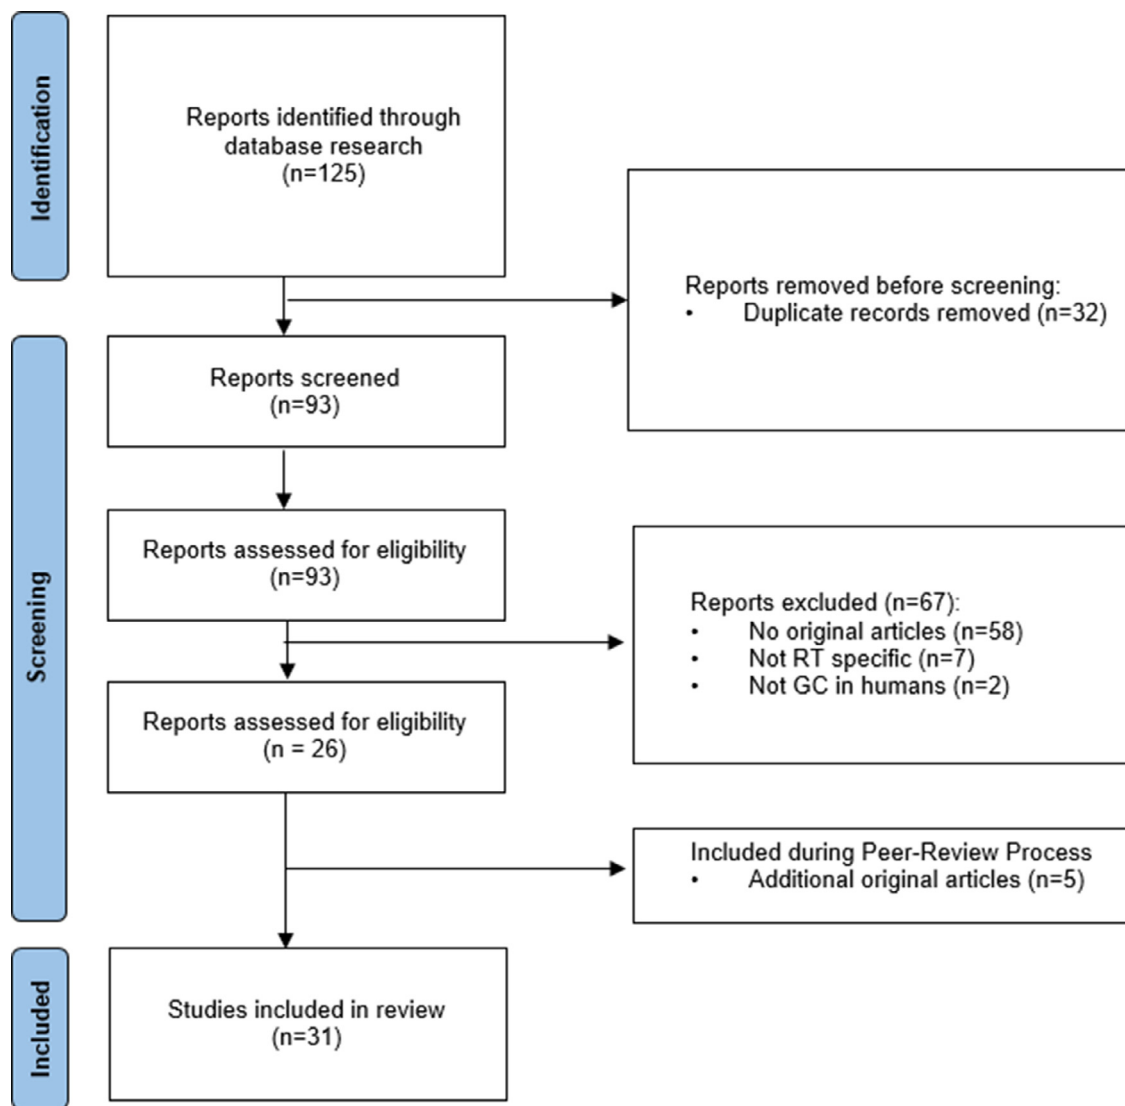 Identification
Reports identified through
database research
(n=125)
Reports removed before screening:
• Duplicate records removed (n=32)
Screening
Reports screened
(n=93)
Reports assessed for eligibility
(n=93)
Reports excluded (n=67):
• No original articles (n=58)
• Not RT specific (n=7)
• Not GC in humans (n=2)
Reports assessed for eligibility
(n = 26)
Included during Peer-Review Process
• Additional original articles (n=5)
Included
Studies included in review
(n=31)